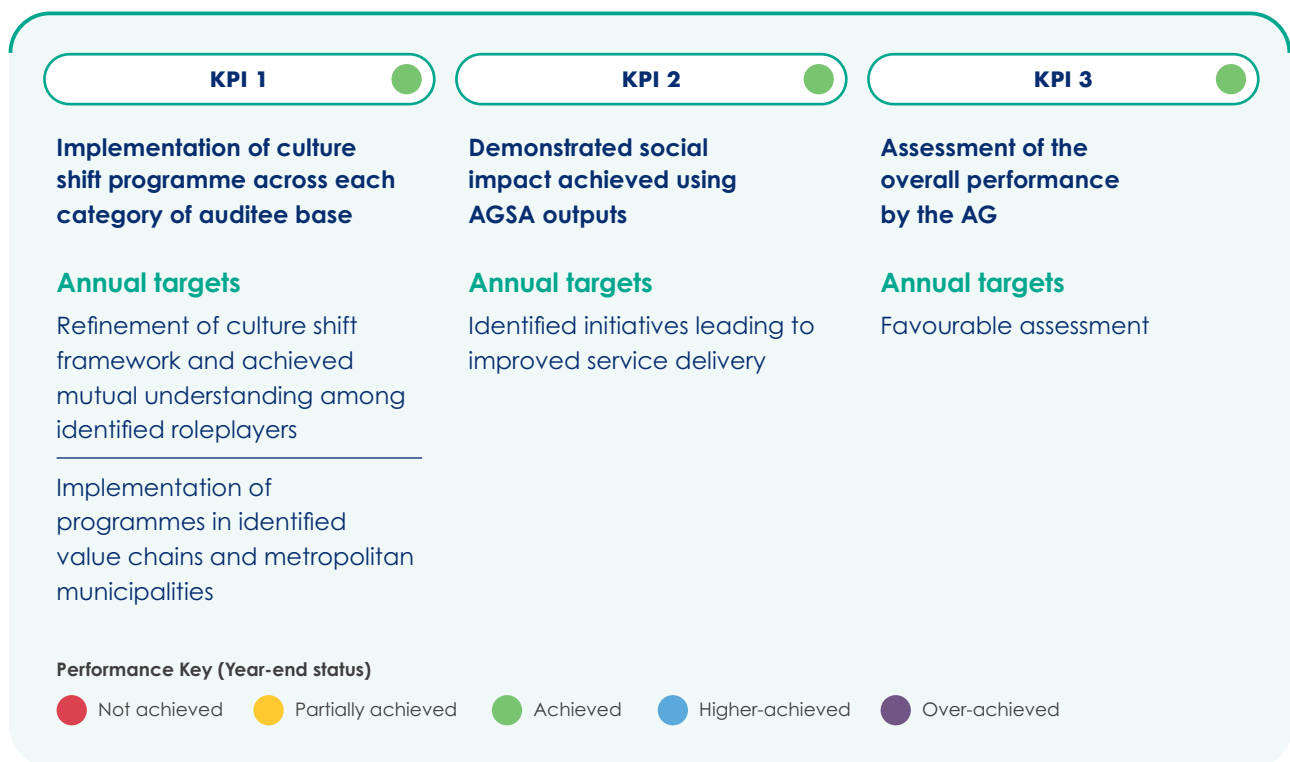 KPI 1
Implementation of culture
shift programme across each
category of auditee base
Annual targets
Refinement of culture shift
framework and achieved
mutual understanding among
identified roleplayers
Implementation of
programmes in identified
value chains and metropolitan
municipalities
KPI 2
Demonstrated social
impact achieved using
AGSA outputs
Annual targets
Identified initiatives leading to
improved service delivery
KPI 3
Assessment of the
overall performance
by the AG
Annual targets
Favourable assessment
Performance Key (Year-end status)
Not achieved
Partially achieved
Achieved
Higher-achieved
Over-achieved